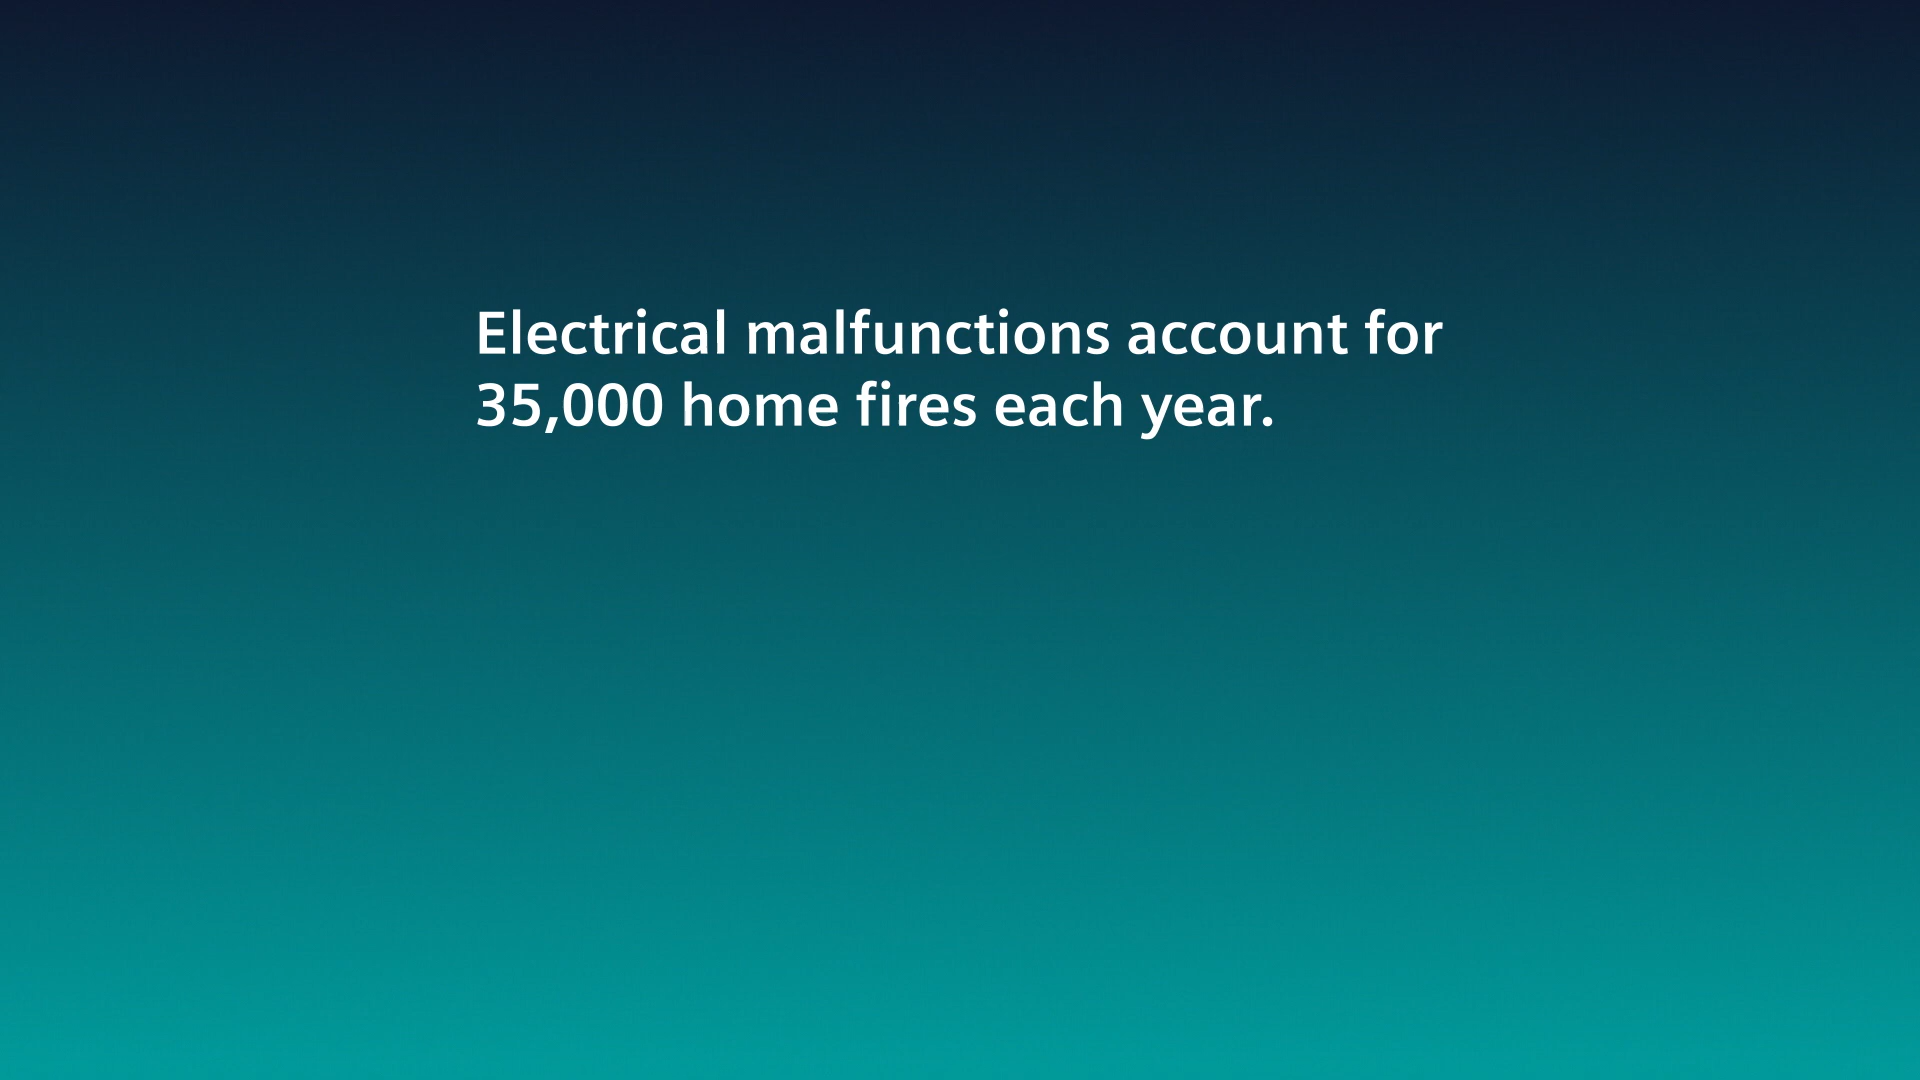 Electrical malfunctions account for
35,000 home fires each year.